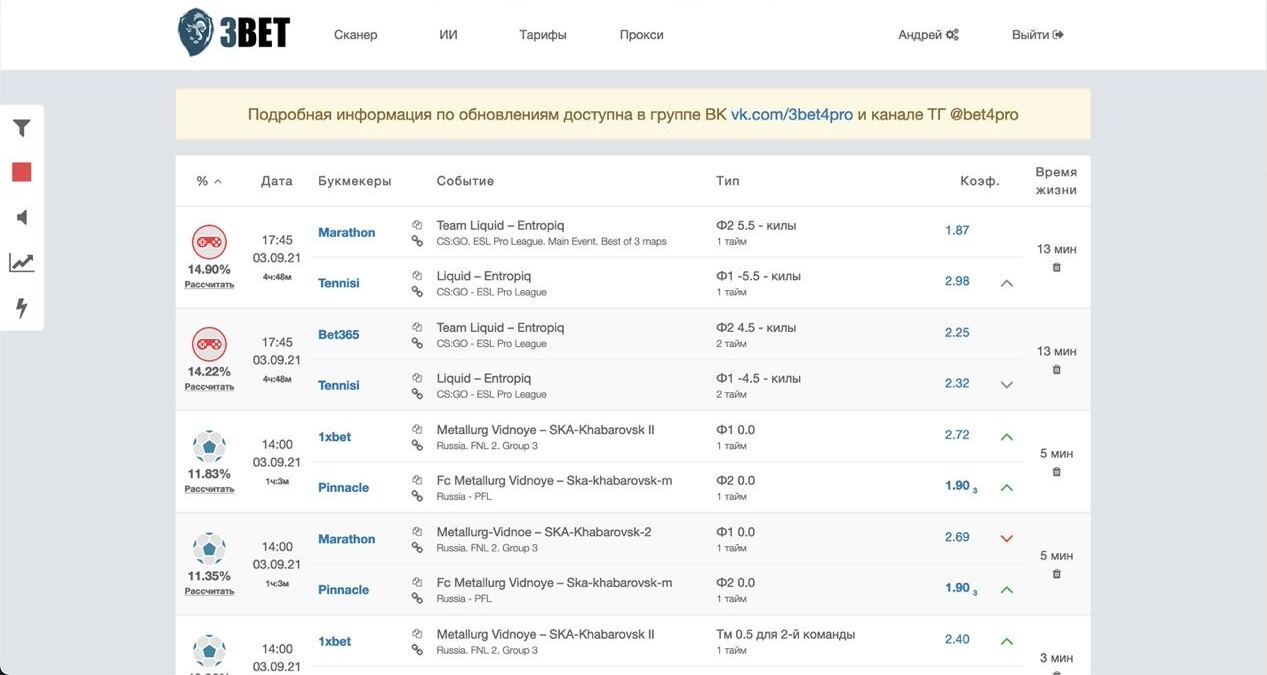 3BET
Сканер ИИ Тарифы Прокси Андрей Выйти
Подробная информация по обновлениям доступна в группе ВК vk.com/3bet4pro и канале ТГ @bet4pro
% Дата Букмекеры Событие Тип Коэф. Время жизни
14.90%
Рассчитать
17:45
03.09.21
4ч:48м
Marathon
Team Liquid – Entropiq
CS:GO. ESL Pro League. Main Event. Best of 3 maps
Ф2 5.5 - килы
1 тайм
1.87
Tennisi
Liquid – Entropiq
CS:GO - ESL Pro League
Ф1 -5.5 - килы
1 тайм
2.98
13 мин
14.22%
Рассчитать
17:45
03.09.21
4ч:48м
Bet365
Team Liquid – Entropiq
CS:GO - ESL Pro League
Ф2 4.5 - килы
2 тайм
2.25
Tennisi
Liquid – Entropiq
CS:GO - ESL Pro League
Ф1 -4.5 - килы
2 тайм
2.32
13 мин
11.83%
Рассчитать
14:00
03.09.21
1ч:3м
1xbet
Metallurg Vidnoye – SKA-Khabarovsk II
Russia. FNL 2. Group 3
Ф1 0.0
1 тайм
2.72
Pinnacle
Fc Metallurg Vidnoye – Ska-khabarovsk-m
Russia - PFL
Ф2 0.0
1 тайм
1.90 3
5 мин
11.35%
Рассчитать
14:00
03.09.21
1ч:3м
Marathon
Metallurg-Vidnoe – SKA-Khabarovsk-2
Russia. FNL 2. Group 3
Ф1 0.0
1 тайм
2.69
Pinnacle
Fc Metallurg Vidnoye – Ska-khabarovsk-m
Russia - PFL
Ф2 0.0
1 тайм
1.90 3
5 мин
14:00
03.09.21
1xbet
Metallurg Vidnoye – SKA-Khabarovsk II
Russia. FNL 2. Group 3
Тм 0.5 для 2-й команды
1 тайм
2.40
3 мин